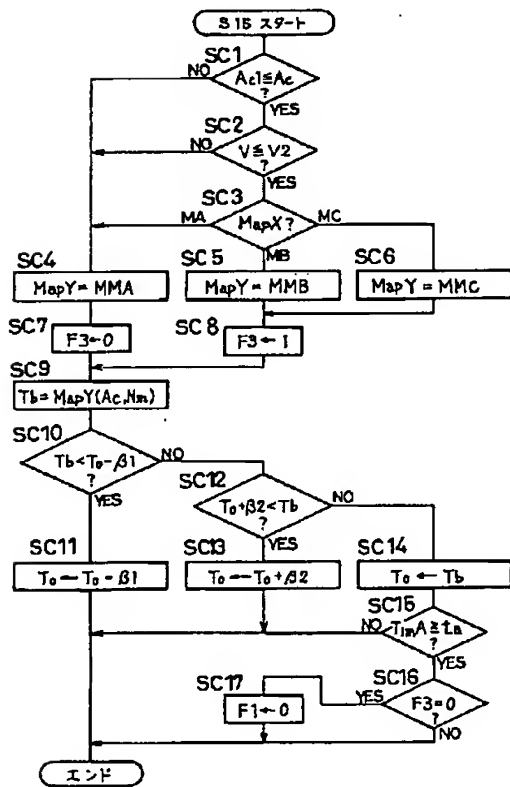 S15 スタート
SC1
NO
Ac1≦Ac
?
YES
SC2
NO
V≦V2
?
YES
SC3
MA
MapX?
MC
MB
SC4
SC5
SC6
MapY=MMA
MapY=MMB
MapY=MMC
SC7
F3←0
SC8
F3←1
SC9
Tb=MapY(Ac,Nm)
SC10
Tb<To-β1
?
NO
YES
SC12
To+β2<Tb
?
NO
YES
SC11
SC13
SC14
To←To-β1
To←To+β2
To←Tb
SC15
NO
TimA≧ta
?
YES
SC16
SC17
YES
F3=0
?
NO
F1←0
エンド